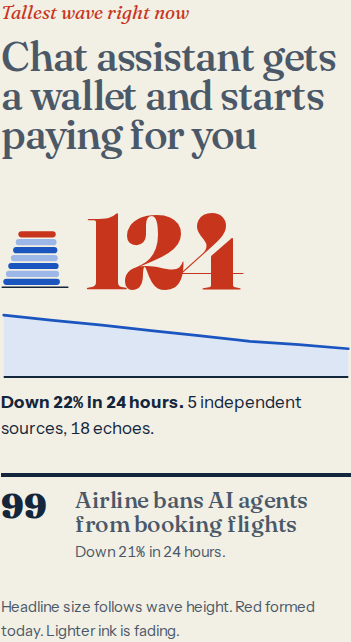 Tallest wave right now
Chat assistant gets
a wallet and starts
paying for you
124
Down 22% in 24 hours. 5 independent
sources, 18 echoes.
99
Airline bans AI agents
from booking flights
Down 21% in 24 hours.
Headline size follows wave height. Red formed
today. Lighter ink is fading.